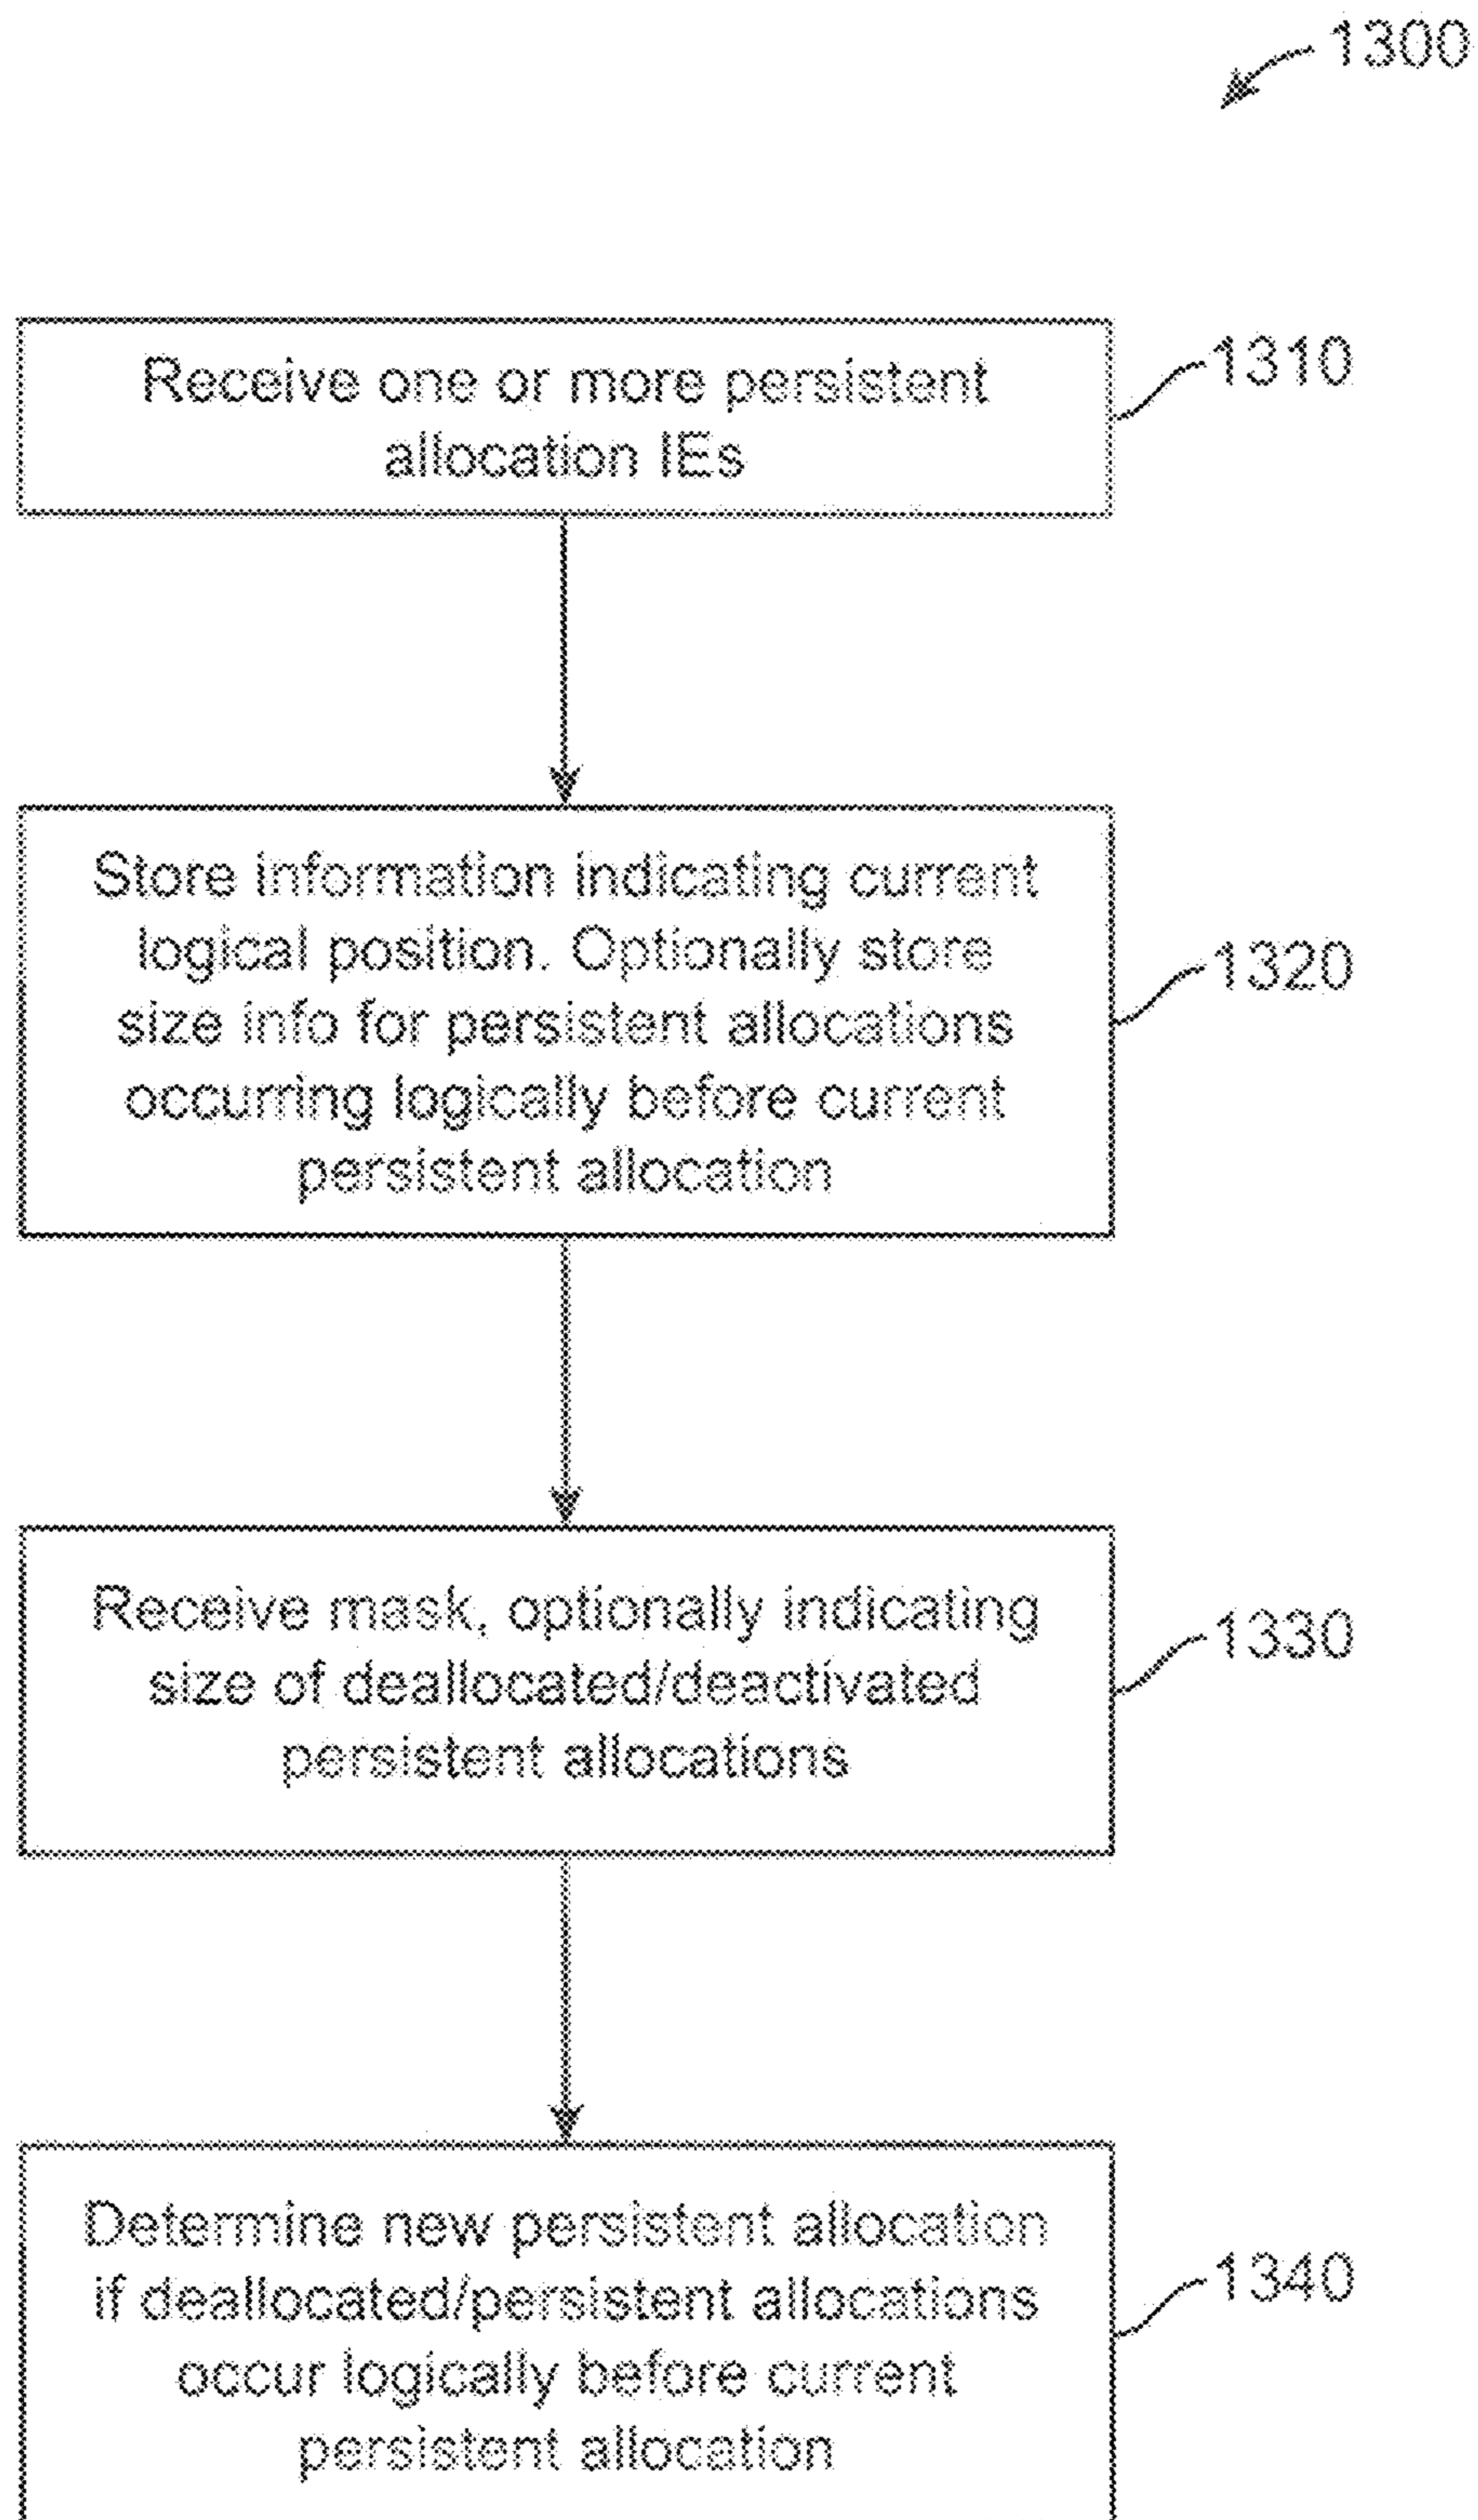 1300
Receive one or more persistent
allocation IEs
1310
Store information indicating current
logical position. Optionally store
size info for persistent allocations
occurring logically before current
persistent allocation
1320
Receive mask, optionally indicating
size of deallocated/deactivated
persistent allocations
1330
Determine new persistent allocation
if deallocated/persistent allocations
occur logically before current
persistent allocation
1340